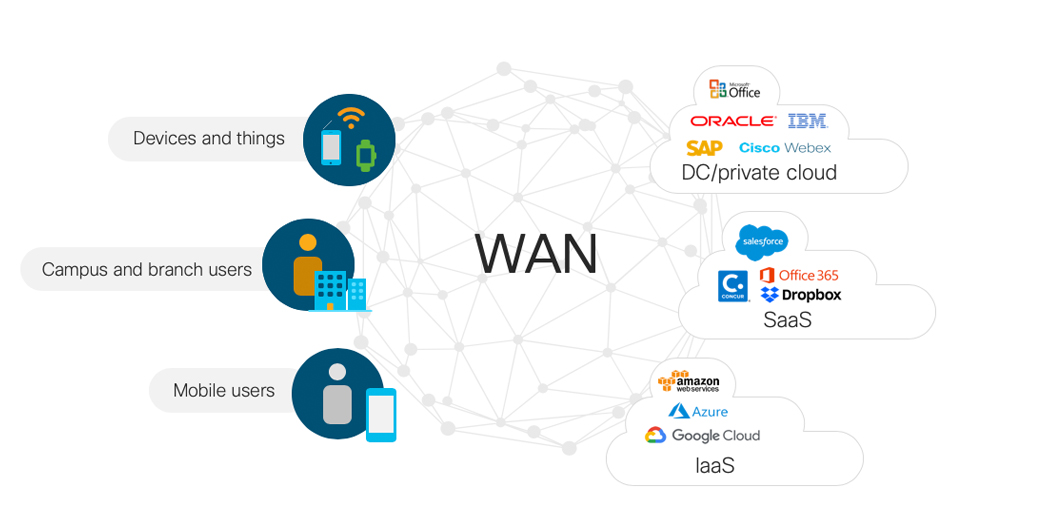 Devices and things
Campus and branch users
Mobile users
WAN
Microsoft
Office
ORACLE
IBM
SAP Cisco Webex
DC/private cloud
salesforce
C.
CONCUR
Office 365
Dropbox
SaaS
amazon
webservices
Azure
Google Cloud
IaaS